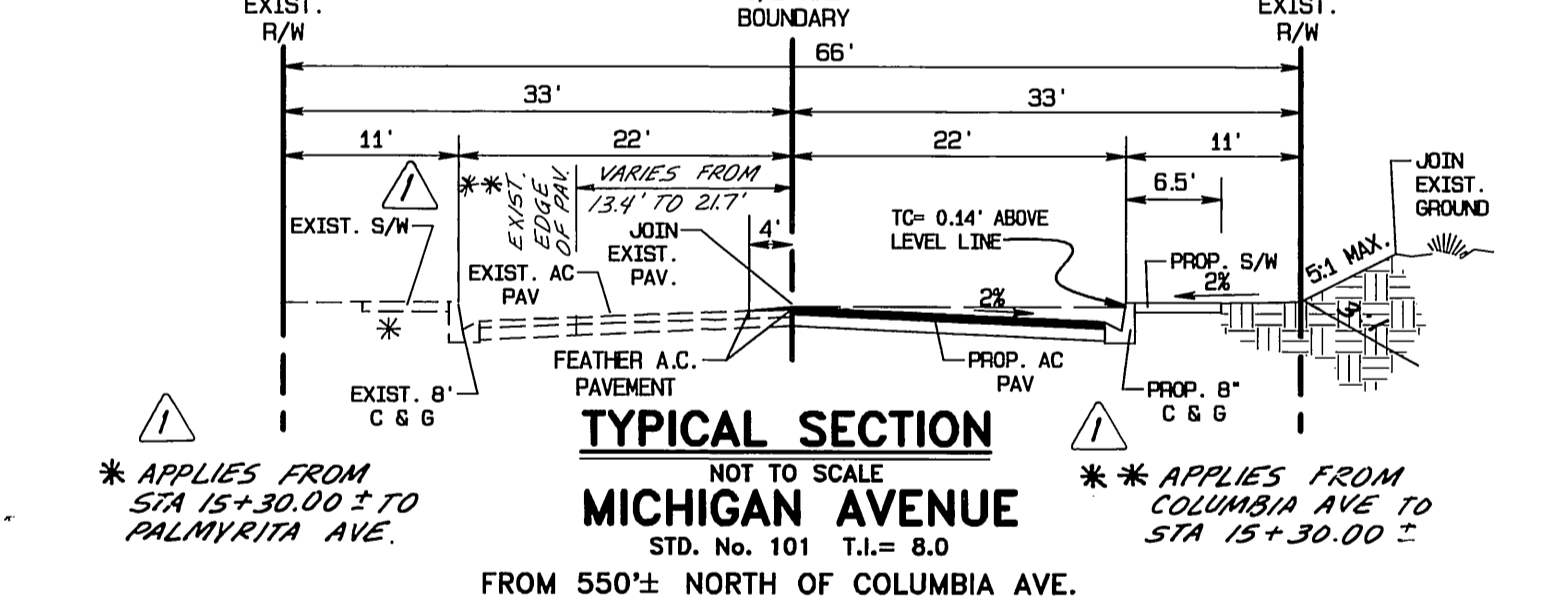 EXIST.
R/W
BOUNDARY
EXIST.
R/W
66'
33'
33'
11'
22'
22'
11'
1
**
EXIST.
EDGE
OF PAV.
VARIES FROM
13.4' TO 21.7'
4'
6.5'
JOIN
EXIST.
GROUND
EXIST. S/W
JOIN
EXIST.
PAV.
TC= 0.14' ABOVE
LEVEL LINE
EXIST. AC
PAV
PROP. S/W
2%
2%
5:1 MAX.
*
FEATHER A.C.
PAVEMENT
PROP. AC
PAV
EXIST. 8'
C & G
PROP. 8"
C & G
TYPICAL SECTION
NOT TO SCALE
MICHIGAN AVENUE
STD. No. 101 T.I.= 8.0
FROM 550'± NORTH OF COLUMBIA AVE.
1
* APPLIES FROM
STA 15+30.00 ± TO
PALMYRITA AVE.
1
* * APPLIES FROM
COLUMBIA AVE TO
STA 15+30.00 ±